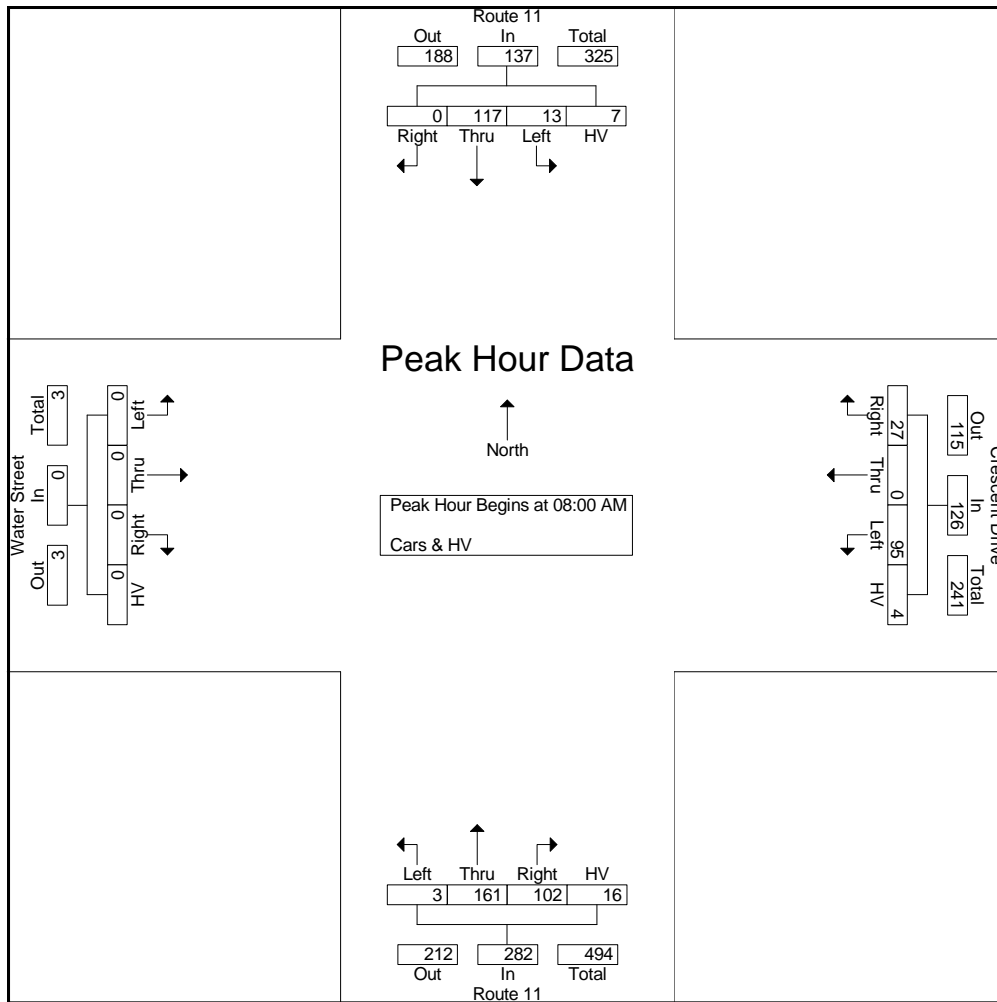 Route 11
Out In Total
188 137 325
0 117 13 7
Right Thru Left HV
Peak Hour Data
North
Peak Hour Begins at 08:00 AM
Cars & HV
Water Street
Total In Out
3 0 3
0 0 0 0
Left Thru Right HV
Right Thru Left HV
27 0 95 4
115 126 241
Out In Total
Crescent Drive
Left Thru Right HV
3 161 102 16
212 282 494
Out In Total
Route 11